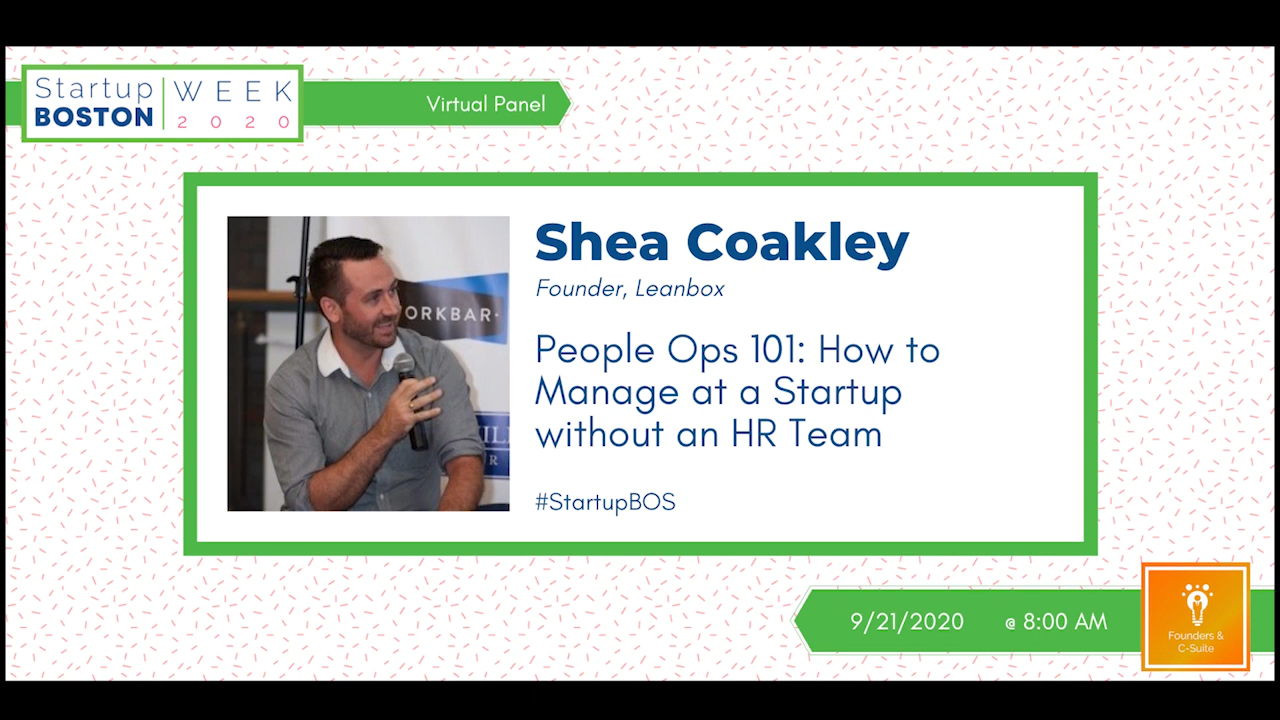 Startup WEEK
BOSTON 2020
Virtual Panel
Shea Coakley
Founder, Leanbox
People Ops 101: How to
Manage at a Startup
without an HR Team
#StartupBOS
ORKBAR
9/21/2020 @ 8:00 AM
Founders &
C-Suite